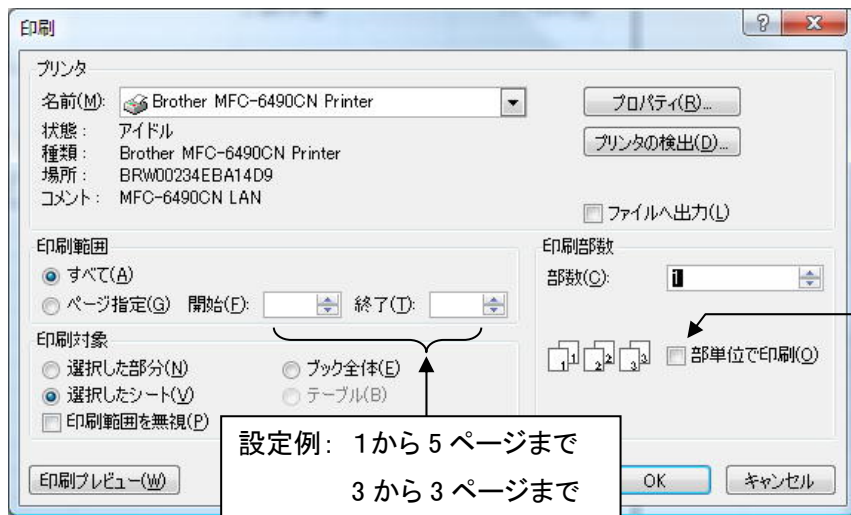 印刷
プリンタ
名前(M): Brother MFC-6490CN Printer
プロパティ(R)...
状態： アイドル
種類： Brother MFC-6490CN Printer
プリンタの検出(D)...
場所： BRW00234EBA14D9
コメント： MFC-6490CN LAN
ファイルへ出力(L)
印刷範囲
すべて(A)
ページ指定(G) 開始(F): 終了(T):
印刷部数
部数(C): 1
印刷対象
選択した部分(N) ブック全体(E)
選択したシート(V) テーブル(B)
印刷範囲を無視(P)
1 1 2 2 3 3 部単位で印刷(O)
設定例： 1から5ページまで
3から3ページまで
印刷プレビュー(W) OK キャンセル